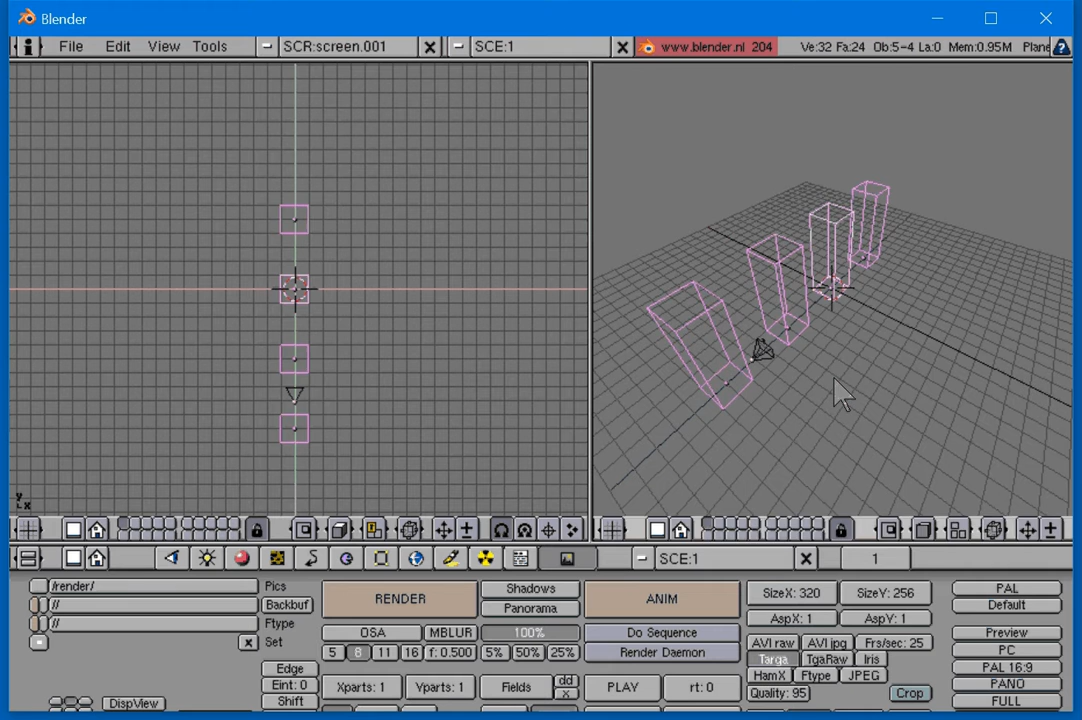 Blender
File Edit View Tools SCR:screen.001 SCE:1 www.blender.nl 204 Ve:32 Fa:24 Ob:5-4 La:0 Mem:0.95M Plane
y
x
SCE:1 1
/render/ Pics
// Backbuf
// Ftype
Set
Edge
Eint: 0
Shift
DispView
RENDER
Shadows
Panorama
OSA MBLUR 100%
5 8 11 16 f: 0.500 5% 50% 25%
Xparts: 1 Yparts: 1 Fields dd
x
ANIM
Do Sequence
Render Daemon
PLAY rt: 0
SizeX: 320 SizeY: 256
AspX: 1 AspY: 1
AVI raw AVI jpg Frs/sec: 25
Targa TgaRaw Iris
HamX Ftype JPEG
Quality: 95 Crop
PAL
Default
Preview
PC
PAL 16:9
PANO
FULL